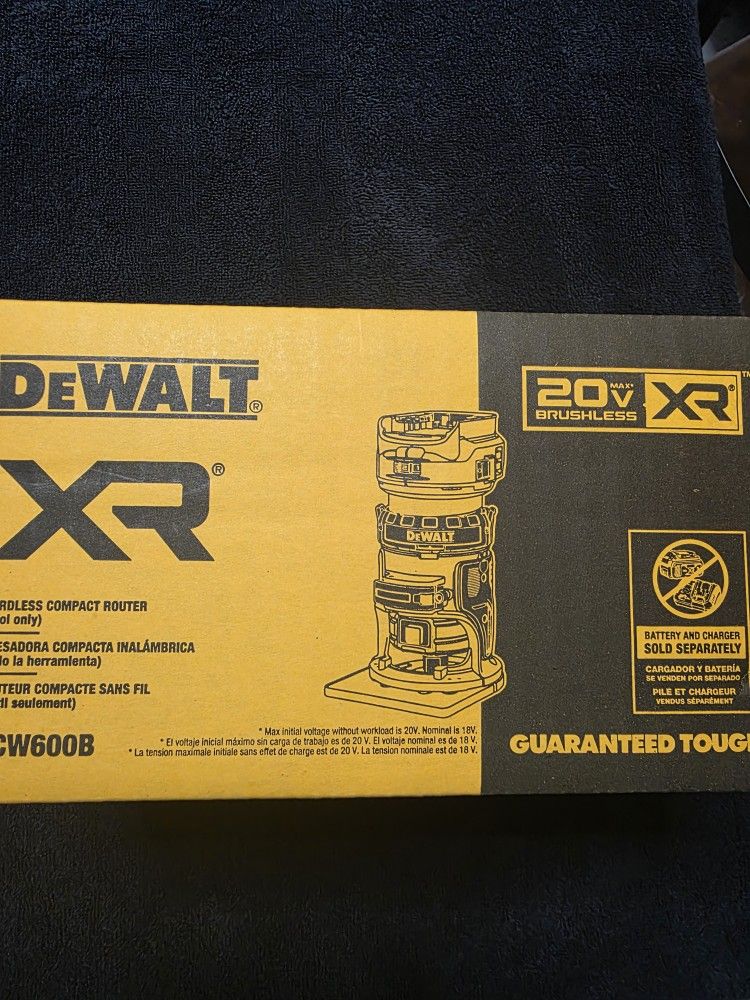 DEWALT®
XR®
RDLESS COMPACT ROUTER
ol only)
ESADORA COMPACTA INALÁMBRICA
lo la herramienta)
UTEUR COMPACTE SANS FIL
til seulement)
CW600B
* Max initial voltage without workload is 20V. Nominal is 18V.
* El voltaje inicial máximo sin carga de trabajo es de 20 V. El voltaje nominal es de 18 V.
* La tension maximale initiale sans effet de charge est de 20 V. La tension nominale est de 18 V.
DEWALT
20V MAX* XR™
BRUSHLESS
BATTERY AND CHARGER
SOLD SEPARATELY
CARGADOR Y BATERÍA
SE VENDEN POR SEPARADO
PILE ET CHARGEUR
VENDUS SÉPARÉMENT
GUARANTEED TOUG